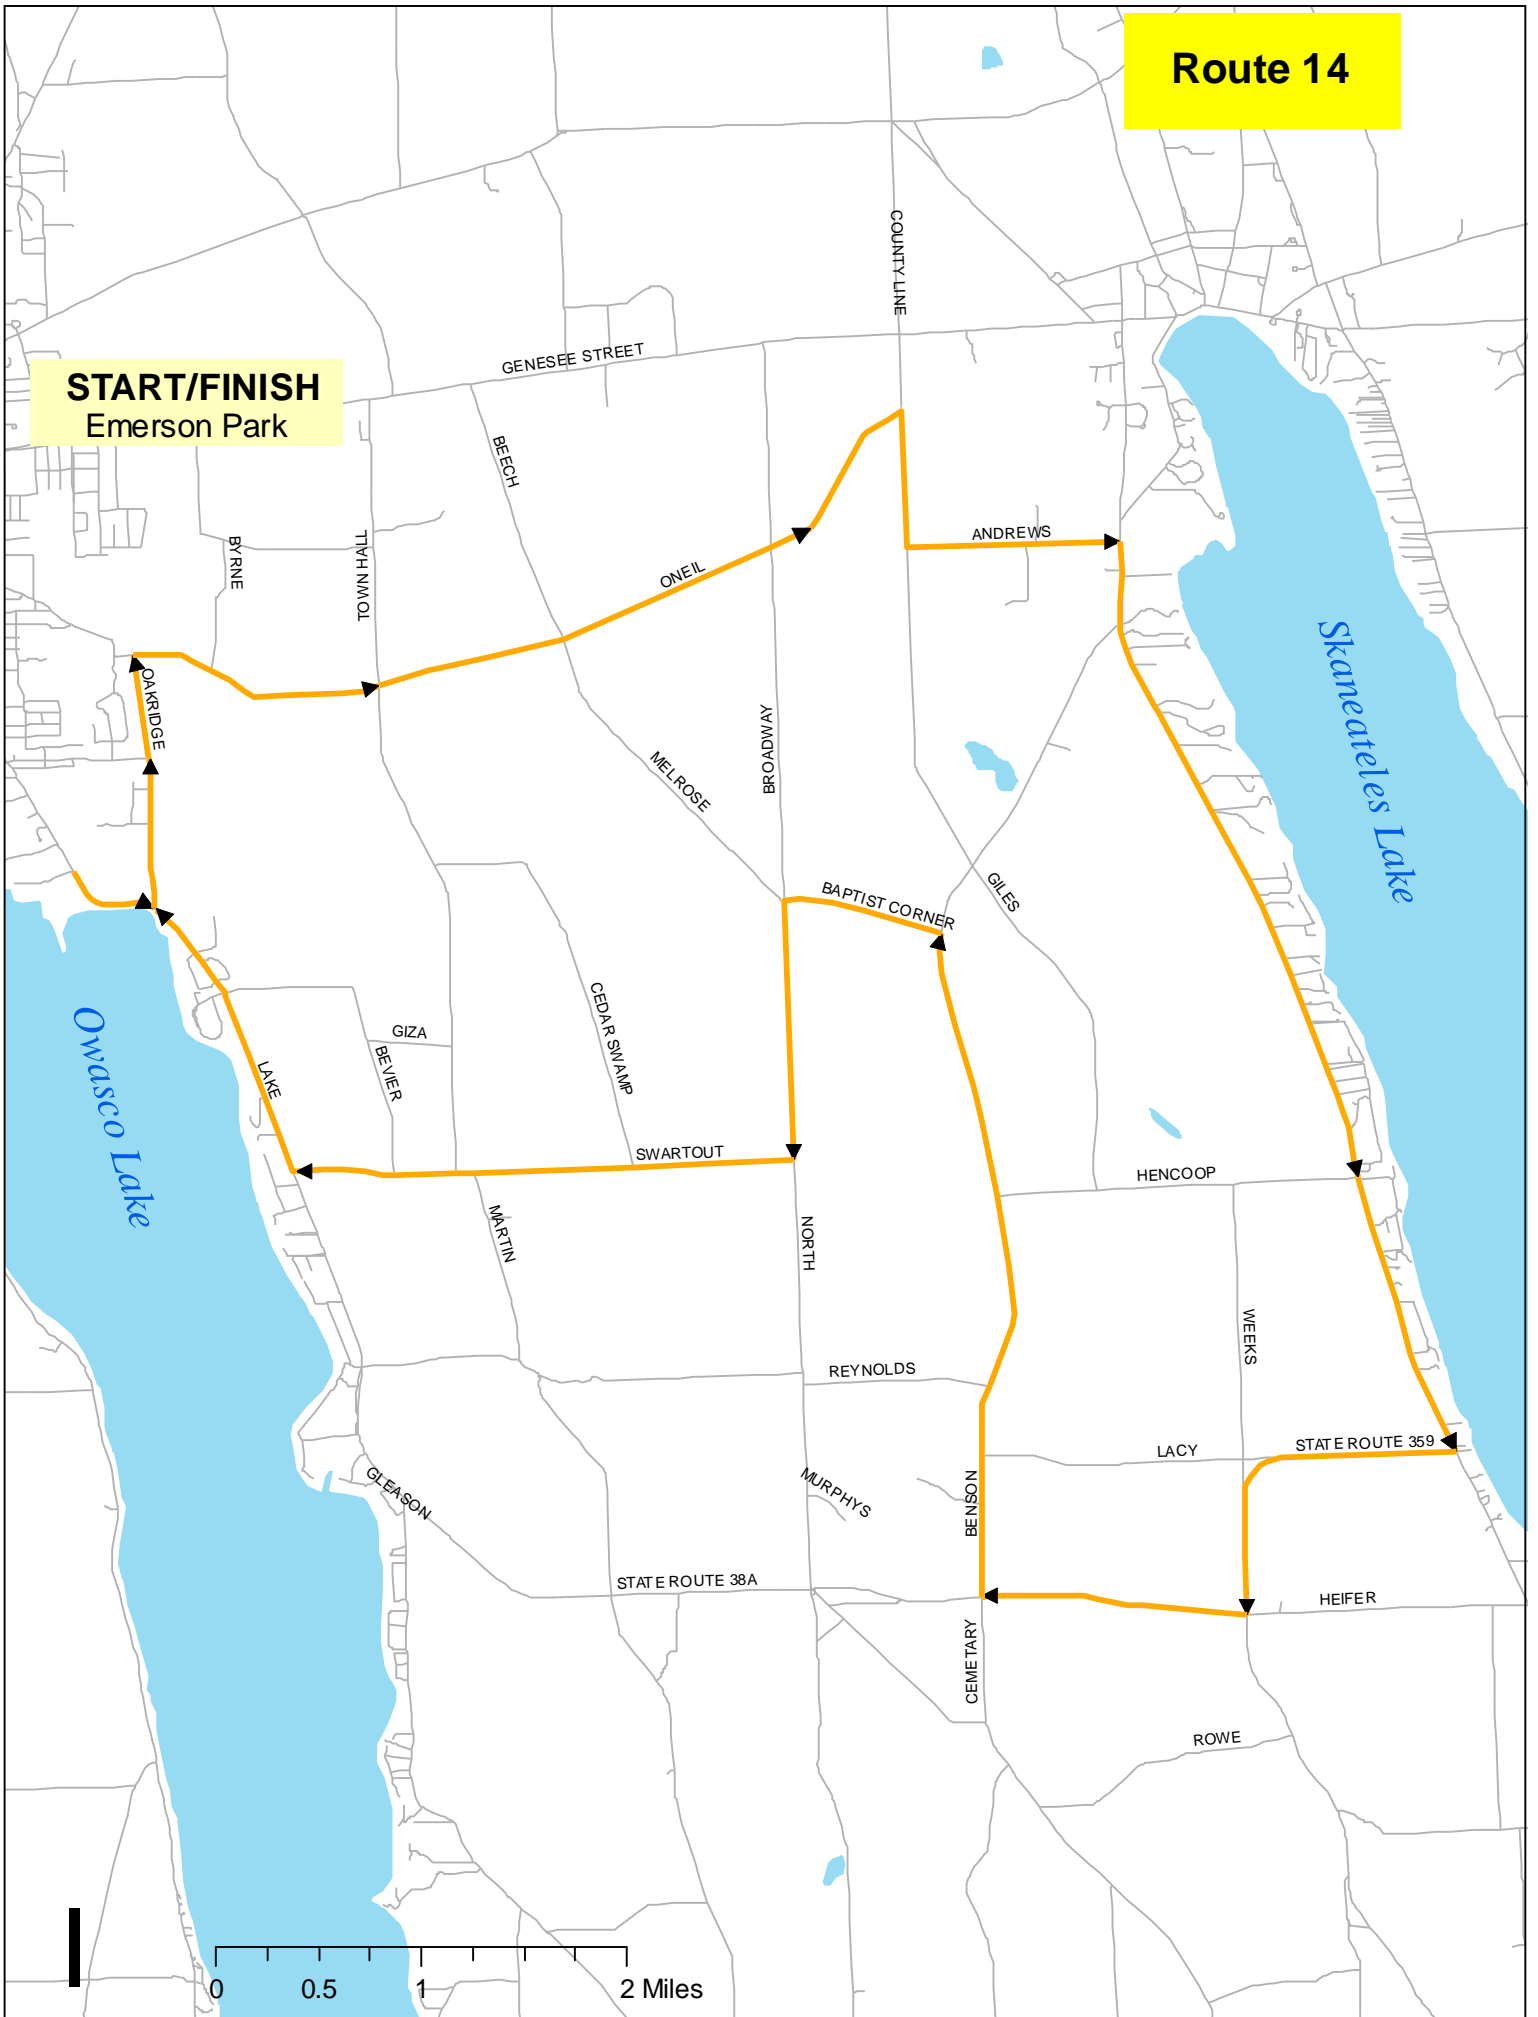 Route 14
COUNTY LINE
GENESEE STREET
START/FINISH
Emerson Park
BEECH
BYRNE
TOWNHALL
ANDREWS
ONEIL
OAKRIDGE
Skaneateles Lake
BROADWAY
MELROSE
BAPTIST CORNER
GILES
CEDAR SWAMP
Owasco Lake
GIZA
BEVIER
LAKE
SWARTOUT
HENCOOP
MARTIN
NORTH
WEEKS
REYNOLDS
STATE ROUTE 359
LACY
GLEASON
MURPHYS
BENSON
STATE ROUTE 38A
HEIFER
CEMETARY
ROWE
0 0.5 1 2 Miles